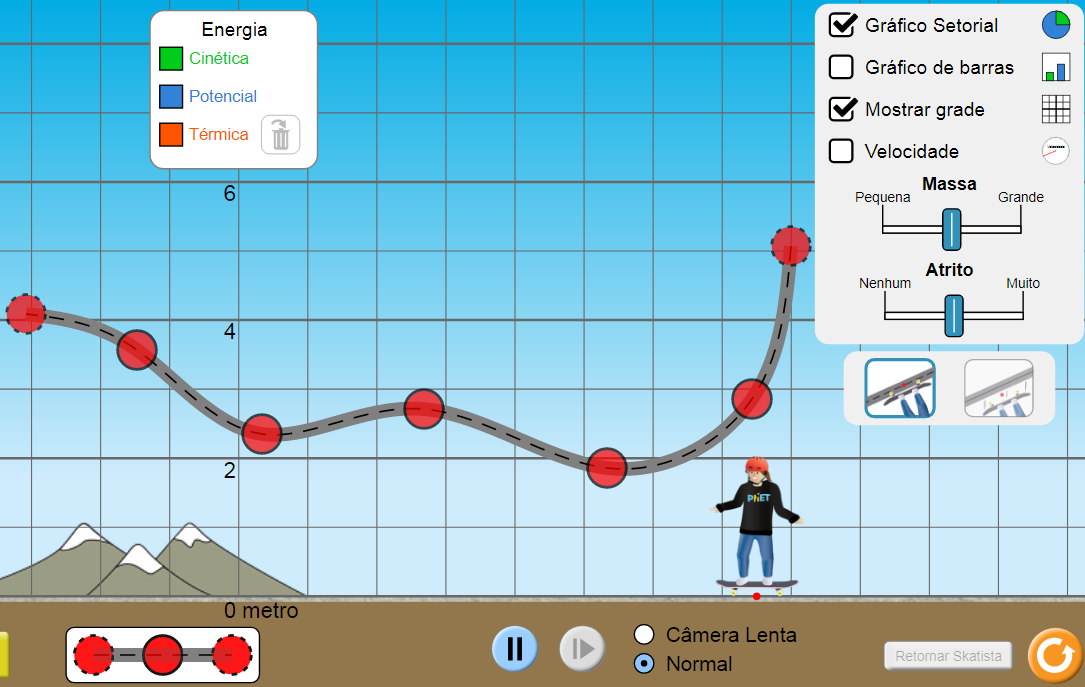 Energia
Cinética
Potencial
Térmica
Gráfico Setorial
Gráfico de barras
Mostrar grade
Velocidade
Massa
Pequena
Grande
Atrito
Nenhum
Muito
6
4
2
0 metro
PhET
Câmera Lenta
Normal
Retornar Skatista